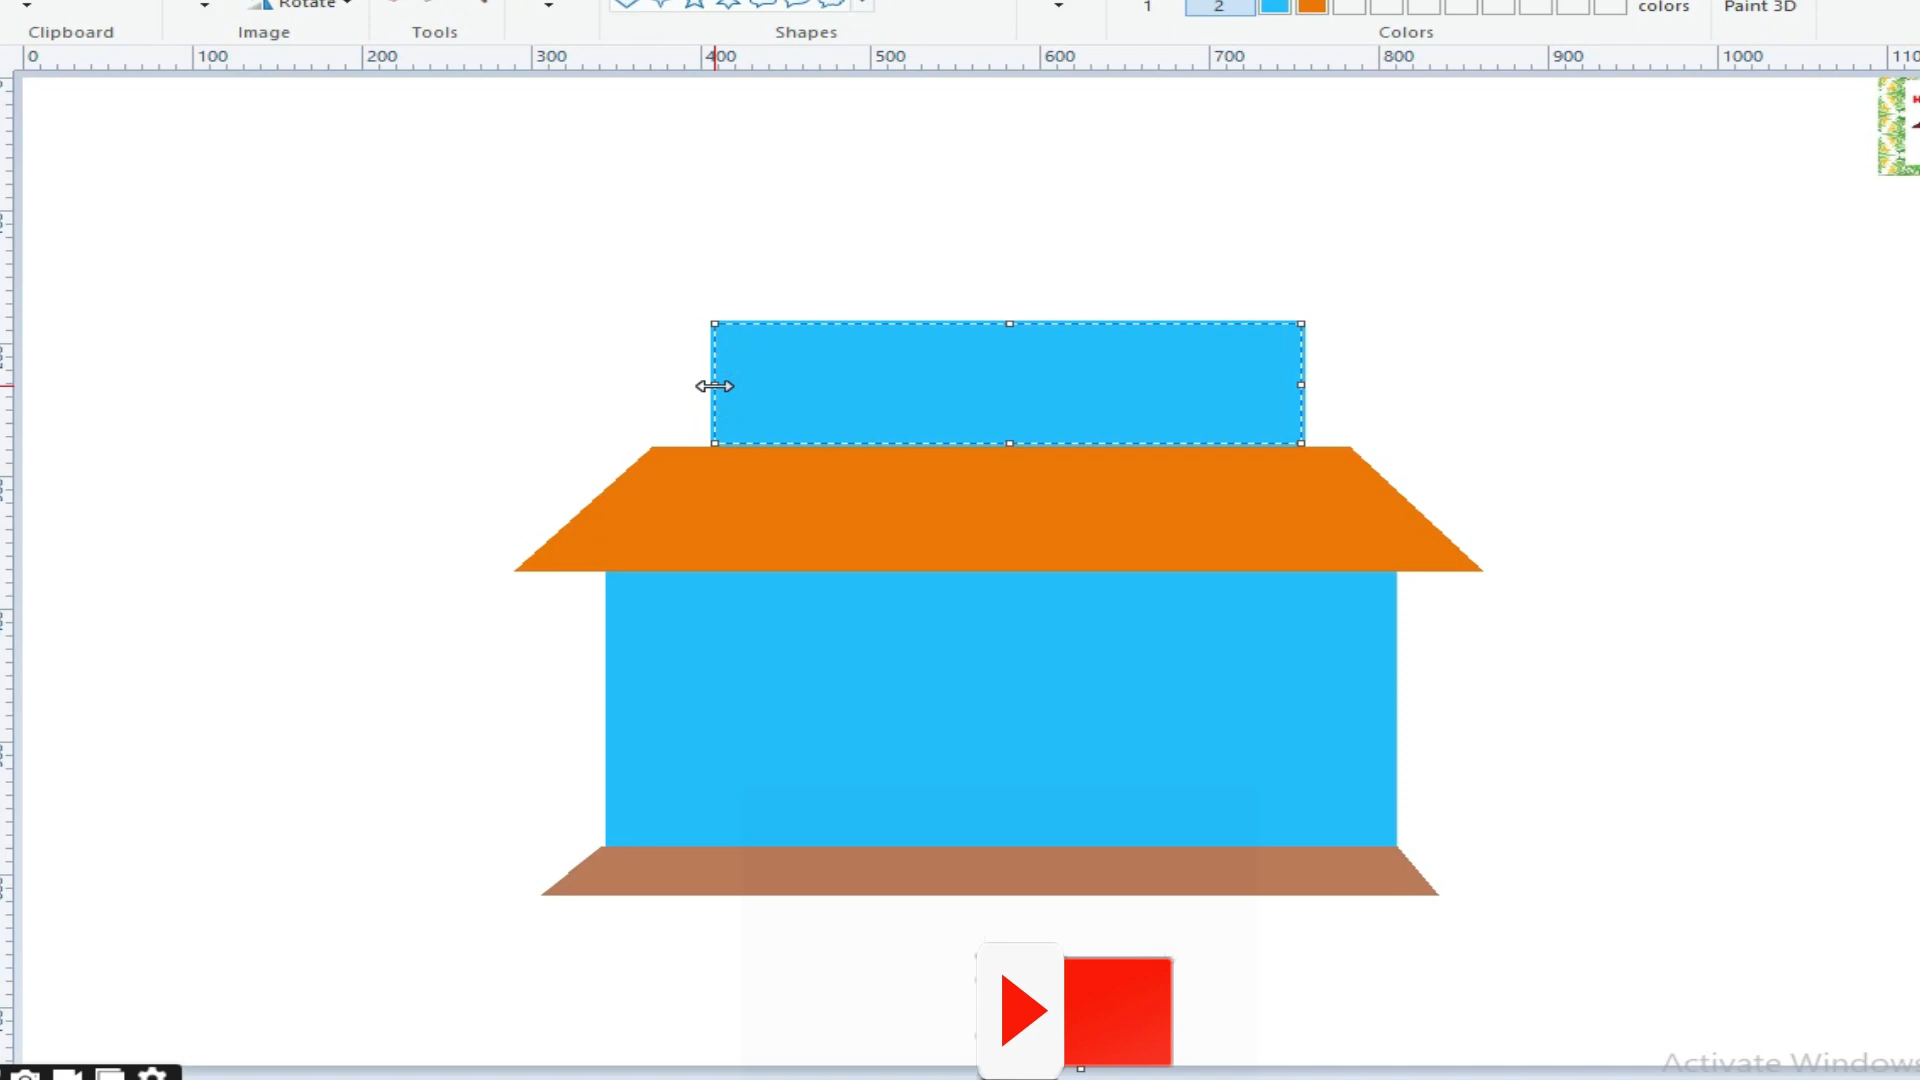 Rotate
1 2 colors Paint 3D
Clipboard Image Tools Shapes Colors
0 100 200 300 400 500 600 700 800 900 1000
Activate Windows